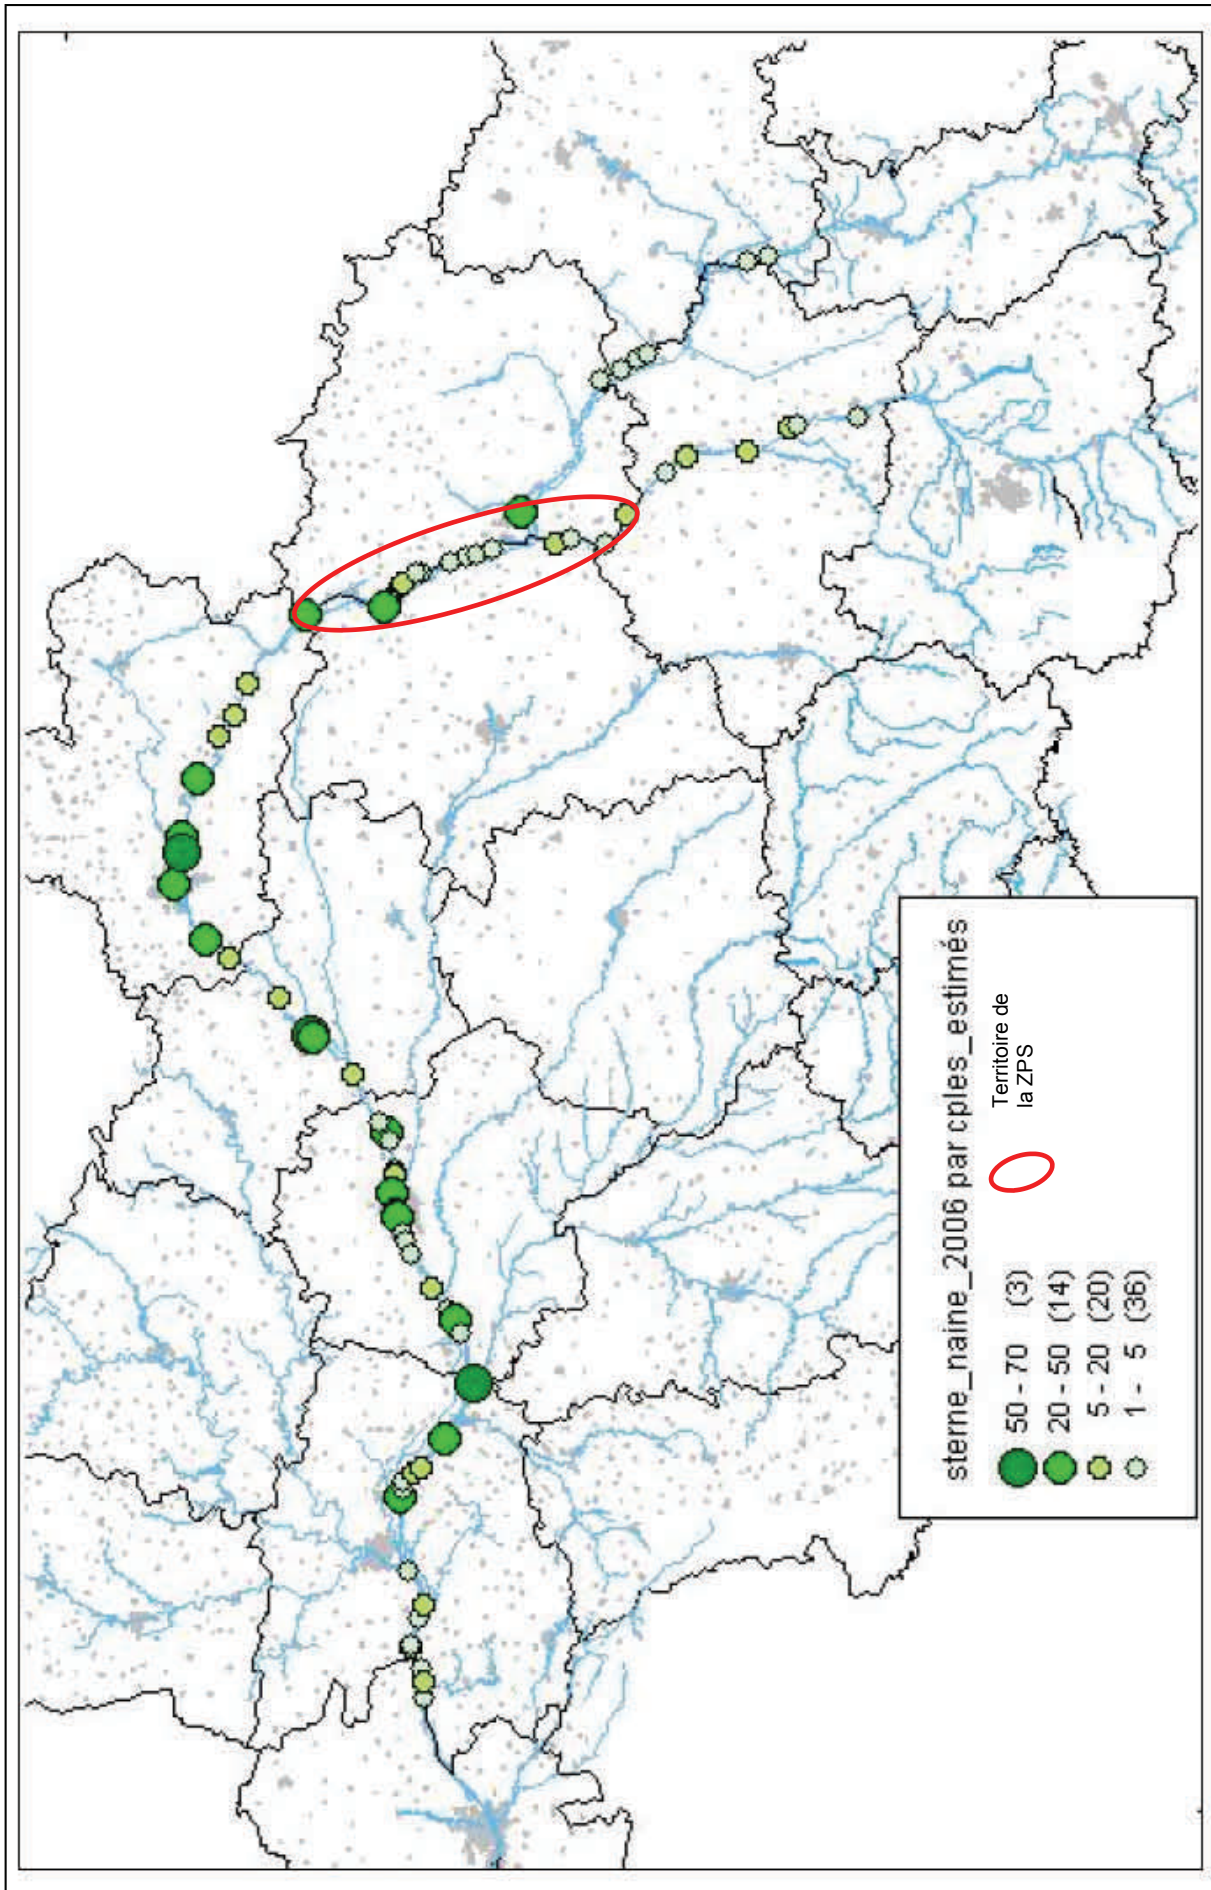 sterne_naine_2006 par cples_estimés
50 - 70 (3)
20 - 50 (14)
5 - 20 (20)
1 - 5 (36)
Territoire de
la ZPS